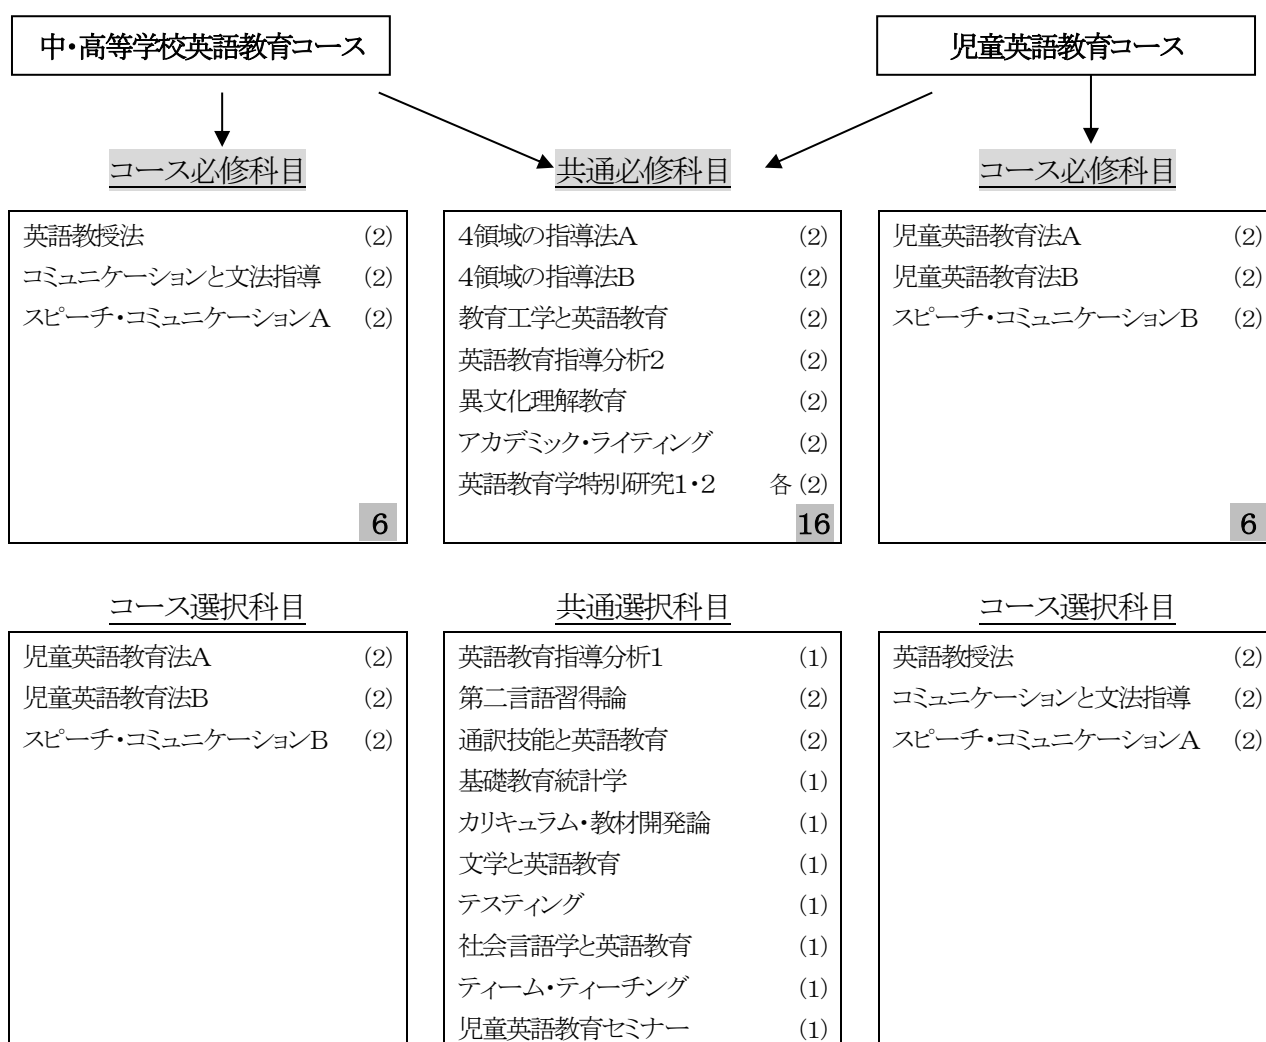 中・高等学校英語教育コース
児童英語教育コース
コース必修科目
共通必修科目
コース必修科目
英語教授法 (2)
コミュニケーションと文法指導 (2)
スピーチ・コミュニケーションA (2)
6
4領域の指導法A (2)
4領域の指導法B (2)
教育工学と英語教育 (2)
英語教育指導分析2 (2)
異文化理解教育 (2)
アカデミック・ライティング (2)
英語教育学特別研究1・2 各(2)
16
児童英語教育法A (2)
児童英語教育法B (2)
スピーチ・コミュニケーションB (2)
6
コース選択科目
共通選択科目
コース選択科目
児童英語教育法A (2)
児童英語教育法B (2)
スピーチ・コミュニケーションB (2)
英語教育指導分析1 (1)
第二言語習得論 (2)
通訳技能と英語教育 (2)
基礎教育統計学 (1)
カリキュラム・教材開発論 (1)
文学と英語教育 (1)
テスティング (1)
社会言語学と英語教育 (1)
ティーム・ティーチング (1)
児童英語教育セミナー (1)
英語教授法 (2)
コミュニケーションと文法指導 (2)
スピーチ・コミュニケーションA (2)